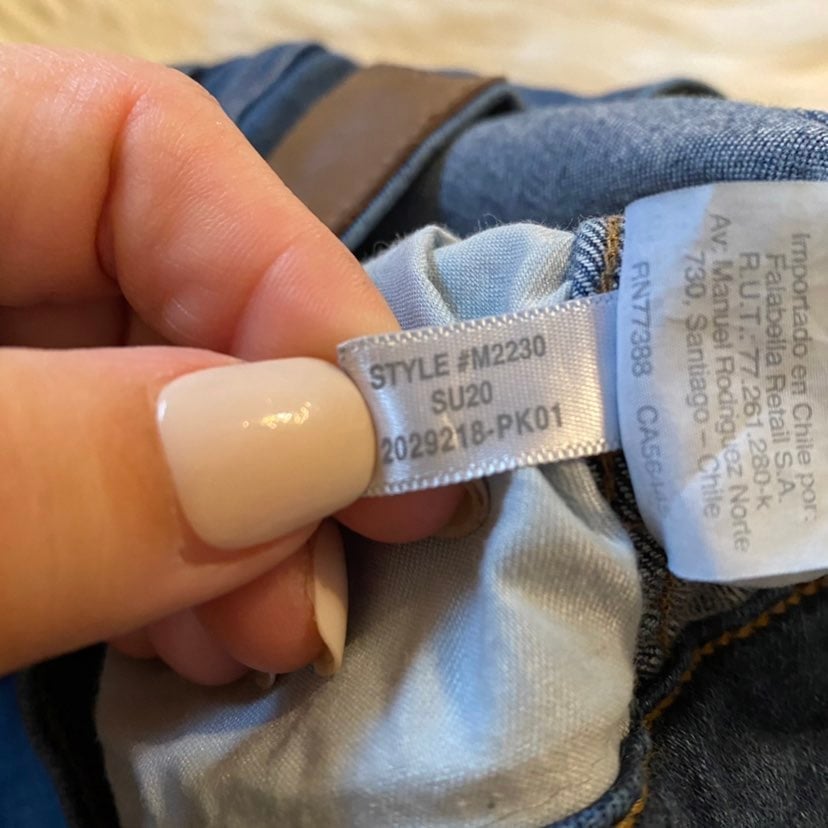 STYLE #M2230
SU20
2029218-PK01
Importado en Chile por:
Falabella Retail S.A.
R.U.T.: 77.261.280-k
Av. Manuel Rodriguez Norte
730, Santiago - Chile
RN77388